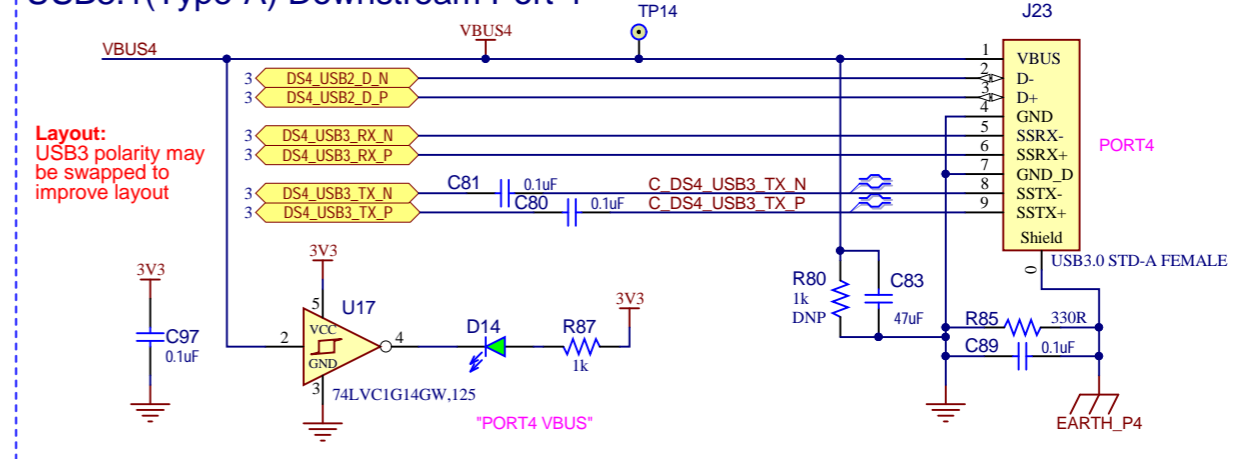 USB3.1(Type-A) Downstream Port 4
TP14
J23
VBUS4
VBUS4
1 VBUS
3 DS4_USB2_D_N
2 D-
3 DS4_USB2_D_P
3 D+
4 GND
Layout:
USB3 polarity may
be swapped to
improve layout
3 DS4_USB3_RX_N
5 SSRX-
3 DS4_USB3_RX_P
6 SSRX+
PORT4
7 GND_D
3 DS4_USB3_TX_N
C81 0.1uF
C_DS4_USB3_TX_N
8 SSTX-
3 DS4_USB3_TX_P
C80 0.1uF
C_DS4_USB3_TX_P
9 SSTX+
Shield
0
USB3.0 STD-A FEMALE
3V3
C97
0.1uF
3V3
5
U17
VCC
2
4
GND
3
74LVC1G14GW,125
D14
R87
1k
3V3
"PORT4 VBUS"
R80
1k
DNP
C83
47uF
R85 330R
C89 0.1uF
EARTH_P4